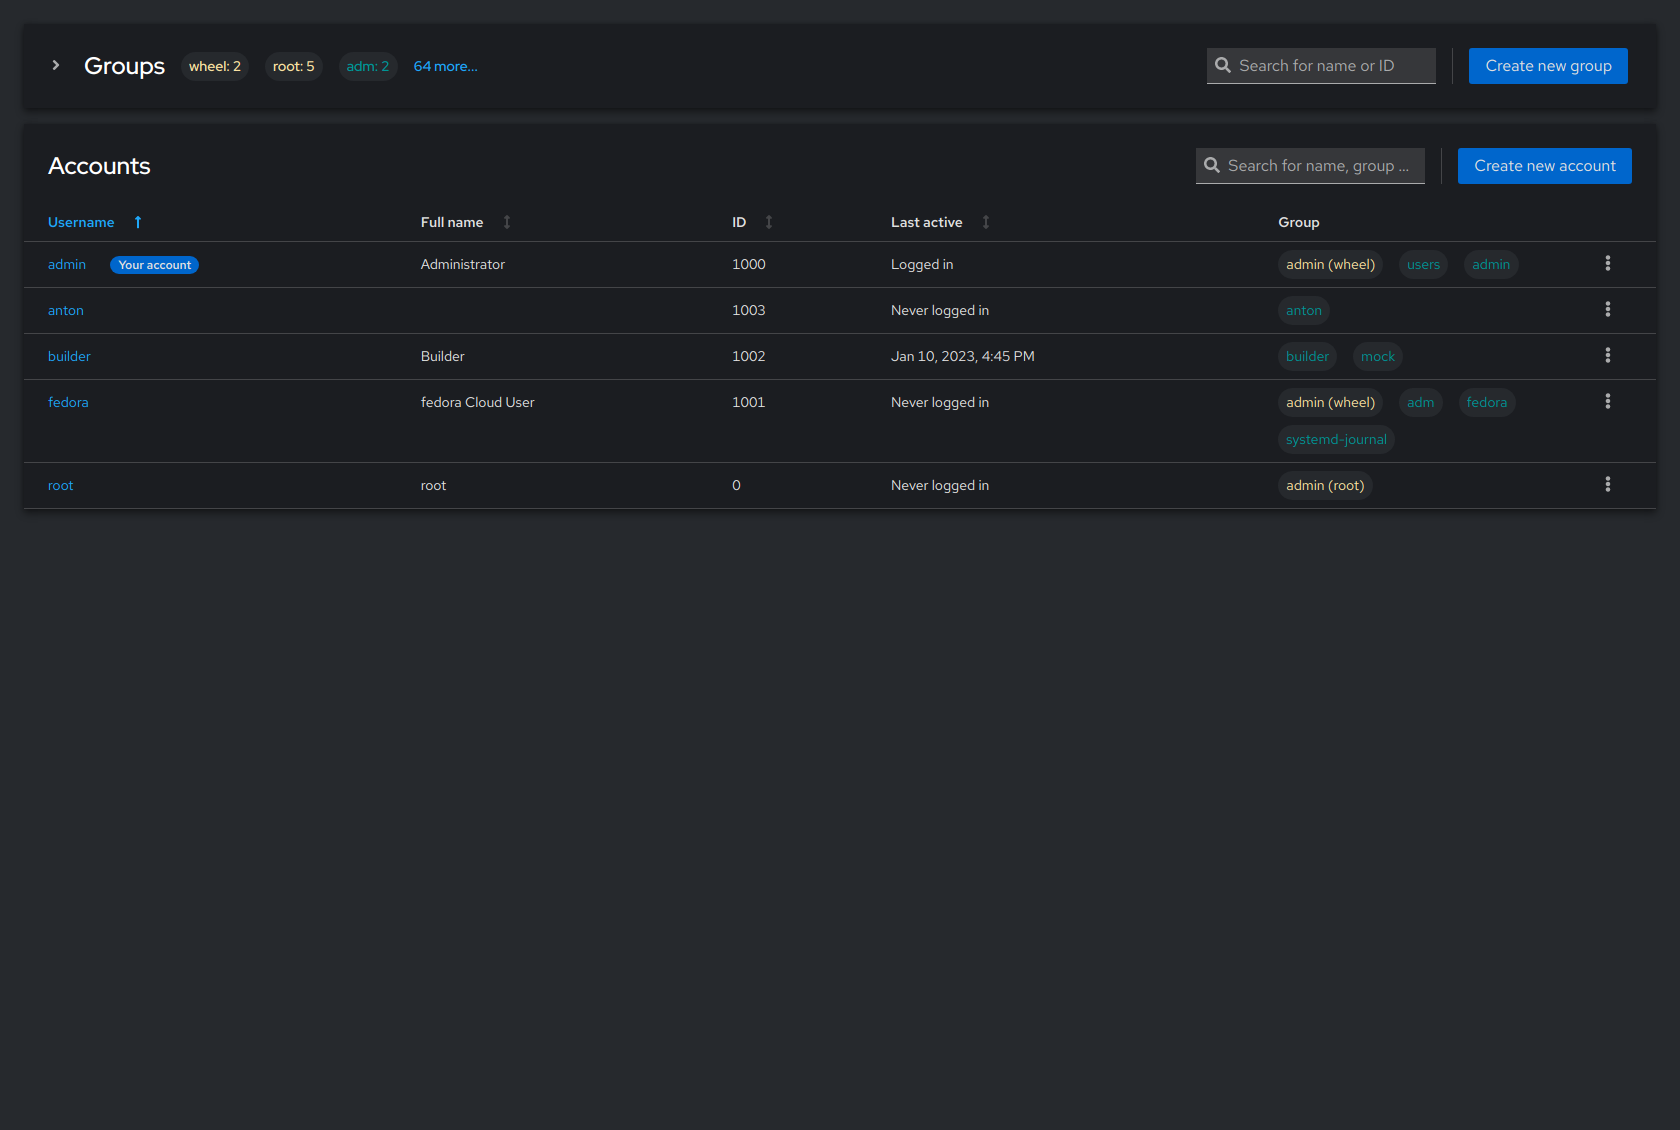 Groups wheel: 2 root: 5 adm: 2 64 more... Search for name or ID Create new group
Accounts Search for name, group ... Create new account
Username Full name ID Last active Group
admin Your account Administrator 1000 Logged in admin (wheel) users admin
anton 1003 Never logged in anton
builder Builder 1002 Jan 10, 2023, 4:45 PM builder mock
fedora fedora Cloud User 1001 Never logged in admin (wheel) adm fedora
systemd-journal
root root 0 Never logged in admin (root)